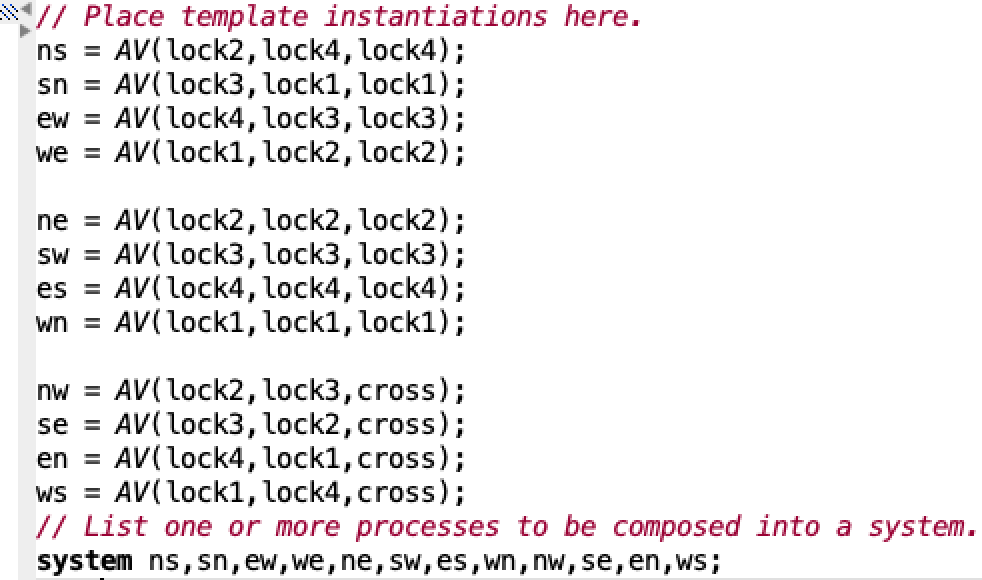 // Place template instantiations here.
ns = AV(lock2,lock4,lock4);
sn = AV(lock3,lock1,lock1);
ew = AV(lock4,lock3,lock3);
we = AV(lock1,lock2,lock2);
ne = AV(lock2,lock2,lock2);
sw = AV(lock3,lock3,lock3);
es = AV(lock4,lock4,lock4);
wn = AV(lock1,lock1,lock1);
nw = AV(lock2,lock3,cross);
se = AV(lock3,lock2,cross);
en = AV(lock4,lock1,cross);
ws = AV(lock1,lock4,cross);
// List one or more processes to be composed into a system.
system ns,sn,ew,we,ne,sw,es,wn,nw,se,en,ws;